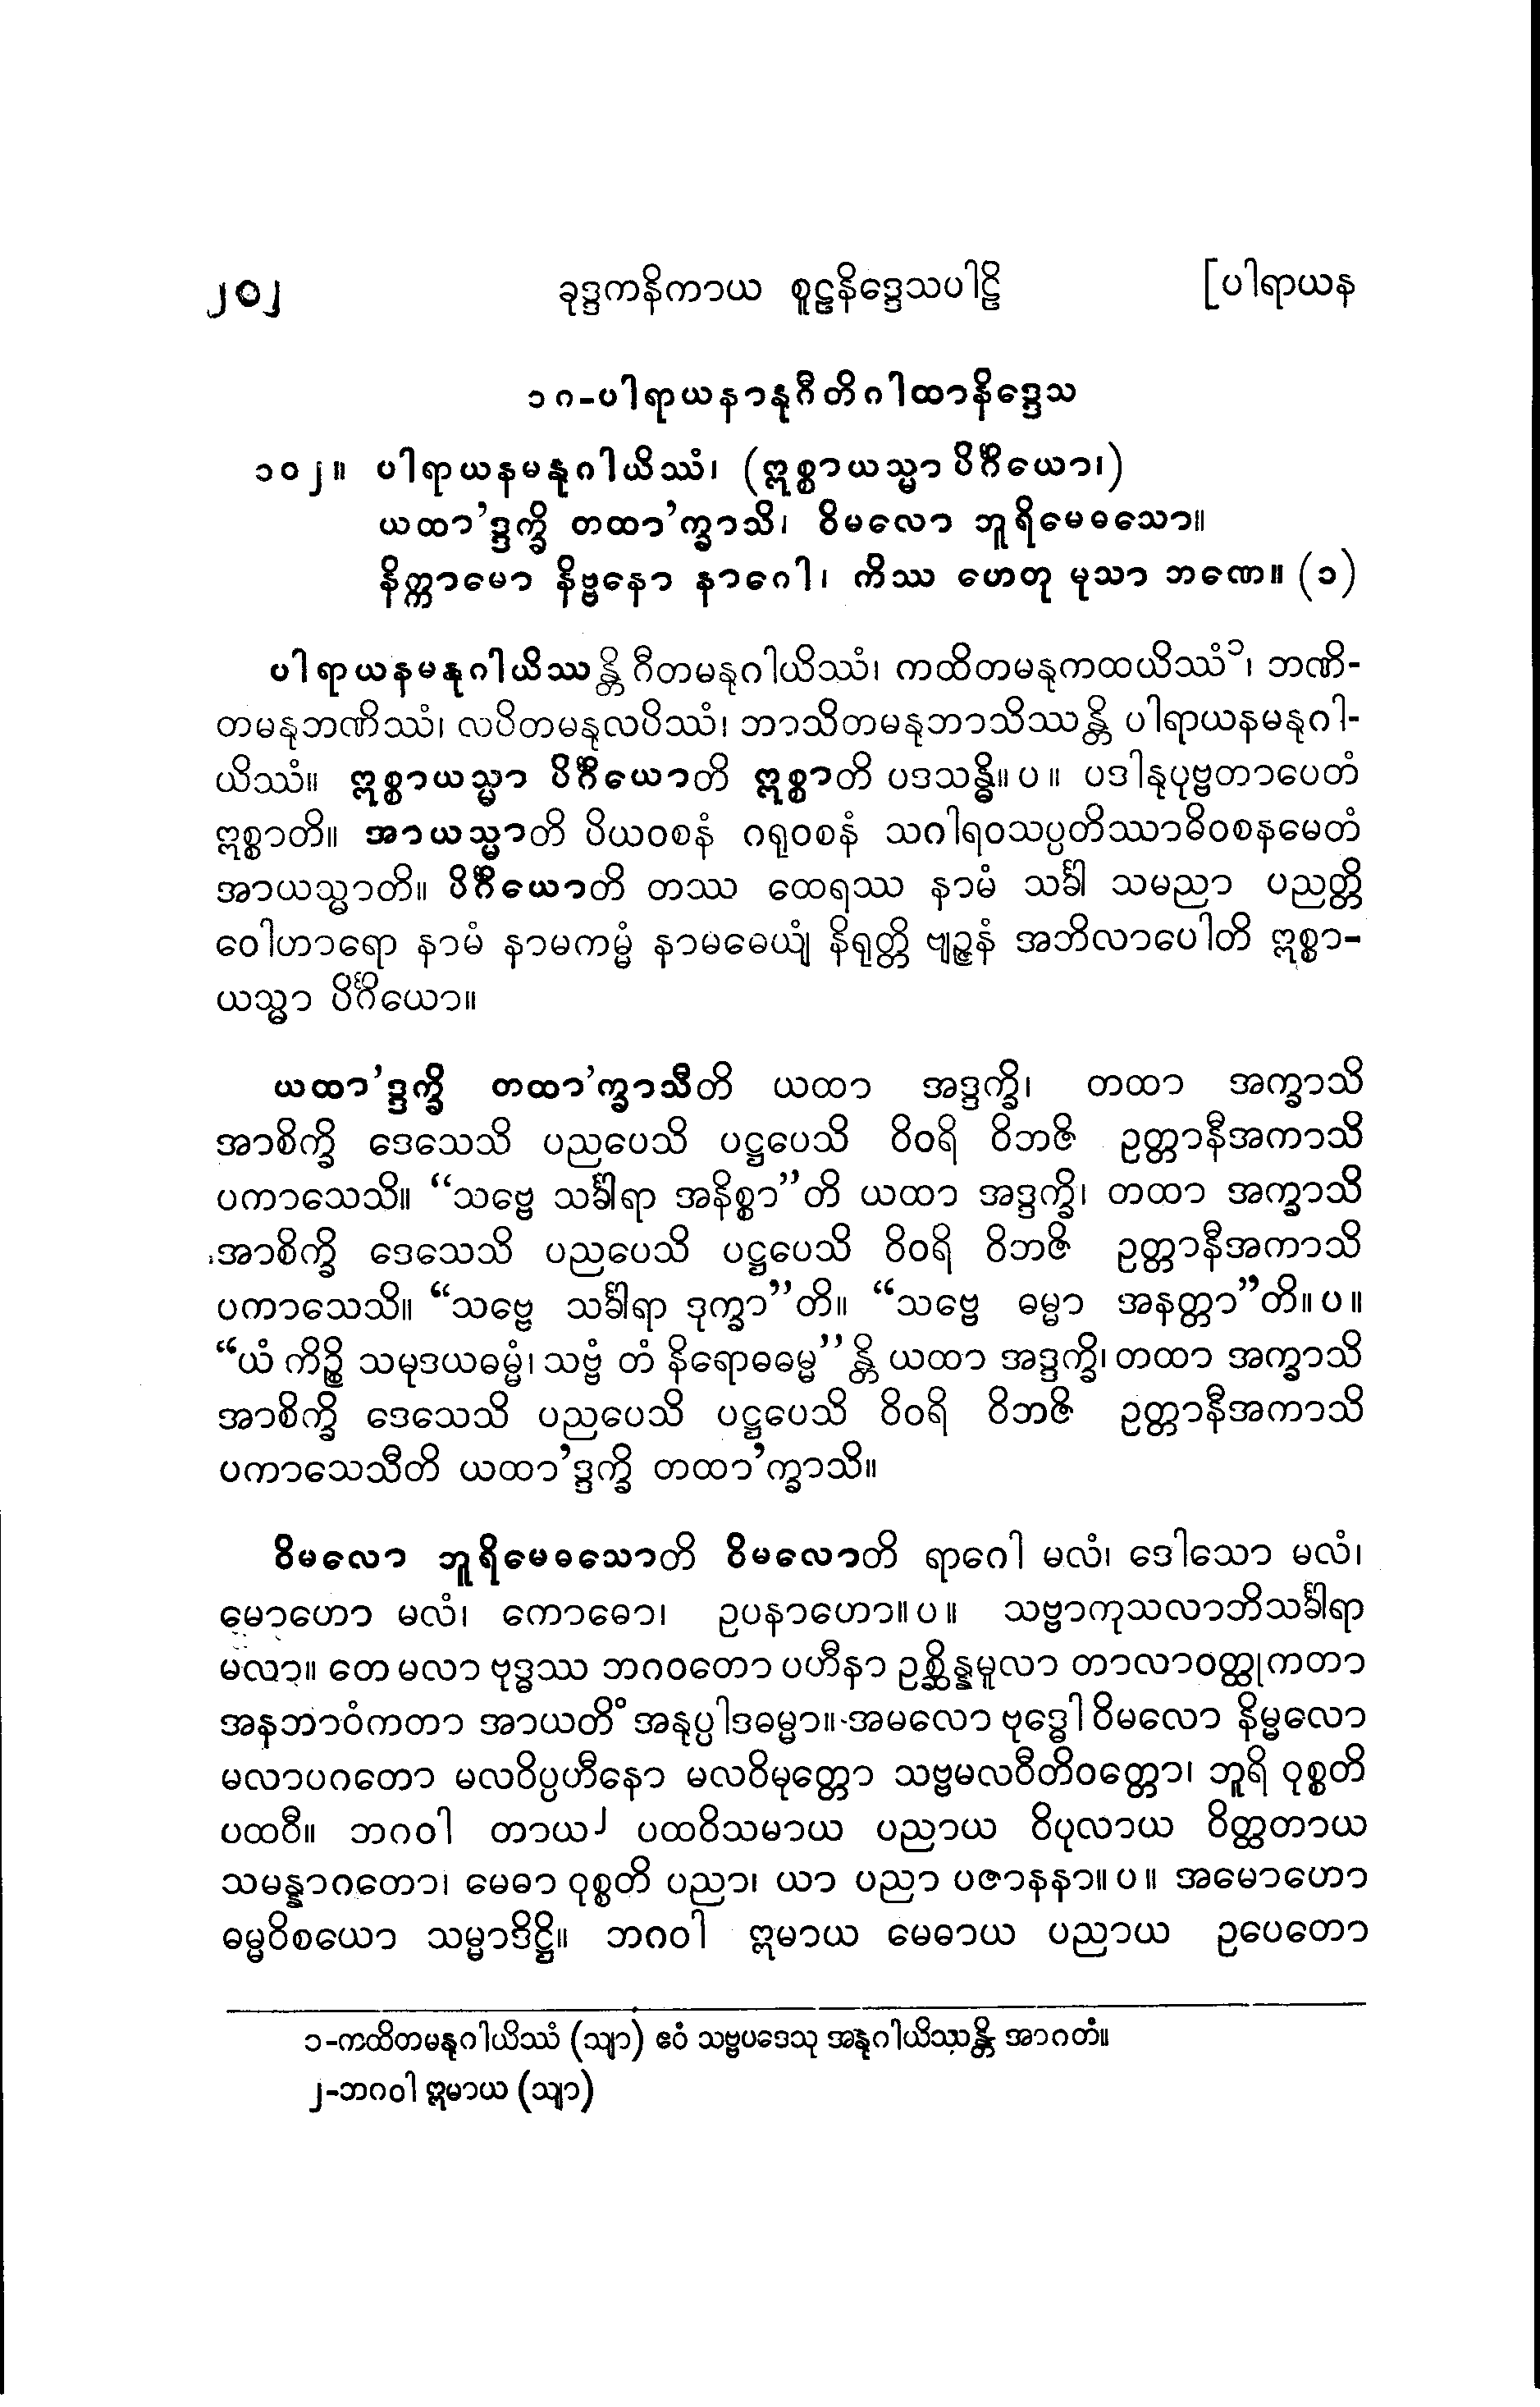 ၂၀၂ ခုဒ္ဒကနိကာယ စူဠနိဒ္ဒေသပါဠိ [ပါရာယန
၁၈-ပါရာယနာနုဂီတိဂါထာနိဒ္ဒေသ
၁၀၂။ ပါရာယနမနုဂါယိဿံ၊ (ဣစ္စာယသ္မာ ပိင်္ဂိယော၊)
ယထာ’ဒ္ဒက္ခိ တထာ’က္ခာသိ၊ ဝိမလော ဘူရိမေဓသော။
နိက္ကာမော နိဗ္ဗနော နာဂေါ၊ ကိဿ ဟေတု မုသာ ဘဏေ။ (၁)
ပါရာယနမနုဂါယိဿန္တိ ဂီတမနုဂါယိဿံ၊ ကထိတမနုကထယိဿံ၁၊ ဘဏိ-
တမနုဘဏိဿံ၊ လပိတမနုလပိဿံ၊ ဘာသိတမနုဘာသိဿန္တိ ပါရာယနမနုဂါ-
ယိဿံ။ ဣစ္စာယသ္မာ ပိင်္ဂိယောတိ ဣစ္စာတိ ပဒသန္ဓိ။ ပ ။ ပဒါနုပုဗ္ဗတာပေတံ
ဣစ္စာတိ။ အာယသ္မာတိ ပိယဝစနံ ဂရုဝစနံ သဂါရဝသပ္ပတိဿာဓိဝစနမေတံ
အာယသ္မာတိ။ ပိင်္ဂိယောတိ တဿ ထေရဿ နာမံ သင်္ခါ သမညာ ပညတ္တိ
ဝေါဟာရော နာမံ နာမကမ္မံ နာမဓေယျံ နိရုတ္တိ ဗျဉ္ဇနံ အဘိလာပေါတိ ဣစ္စာ-
ယသ္မာ ပိင်္ဂိယော။
ယထာ’ဒ္ဒက္ခိ တထာ’က္ခာသီတိ ယထာ အဒ္ဒက္ခိ၊ တထာ အက္ခာသိ
အာစိက္ခိ ဒေသေသိ ပညပေသိ ပဋ္ဌပေသိ ဝိဝရိ ဝိဘဇိ ဥတ္တာနီအကာသိ
ပကာသေသိ။ “သဗ္ဗေ သင်္ခါရာ အနိစ္စာ”တိ ယထာ အဒ္ဒက္ခိ၊ တထာ အက္ခာသိ
အာစိက္ခိ ဒေသေသိ ပညပေသိ ပဋ္ဌပေသိ ဝိဝရိ ဝိဘဇိ ဥတ္တာနီအကာသိ
ပကာသေသိ။ “သဗ္ဗေ သင်္ခါရာ ဒုက္ခာ”တိ။ “သဗ္ဗေ ဓမ္မာ အနတ္တာ”တိ။ ပ ။
“ယံ ကိဉ္စိ သမုဒယဓမ္မံ၊ သဗ္ဗံ တံ နိရောဓဓမ္မ”န္တိ ယထာ အဒ္ဒက္ခိ၊ တထာ အက္ခာသိ
အာစိက္ခိ ဒေသေသိ ပညပေသိ ပဋ္ဌပေသိ ဝိဝရိ ဝိဘဇိ ဥတ္တာနီအကာသိ
ပကာသေသီတိ ယထာ’ဒ္ဒက္ခိ တထာ’က္ခာသိ။
ဝိမလော ဘူရိမေဓသောတိ ဝိမလောတိ ရာဂေါ မလံ၊ ဒေါသော မလံ၊
မောဟော မလံ၊ ကောဓော၊ ဥပနာဟော။ ပ ။ သဗ္ဗာကုသလာဘိသင်္ခါရာ
မလာ။ တေ မလာ ဗုဒ္ဓဿ ဘဂဝတော ပဟီနာ ဥစ္ဆိန္နမူလာ တာလာဝတ္ထုကတာ
အနဘာဝံကတာ အာယတိံ အနုပ္ပါဒဓမ္မာ။ အမလော ဗုဒ္ဓေါ ဝိမလော နိမ္မလော
မလာပဂတော မလဝိပ္ပဟီနော မလဝိမုတ္တော သဗ္ဗမလဝီတိဝတ္တော၊ ဘူရိ ဝုစ္စတိ
ပထဝီ။ ဘဂဝါ တာယ၂ ပထဝိသမာယ ပညာယ ဝိပုလာယ ဝိတ္ထတာယ
သမန္နာဂတော၊ မေဓာ ဝုစ္စတိ ပညာ၊ ယာ ပညာ ပဇာနနာ။ ပ ။ အမောဟော
ဓမ္မဝိစယော သမ္မာဒိဋ္ဌိ။ ဘဂဝါ ဣမာယ မေဓာယ ပညာယ ဥပေတော
၁-ကထိတမနုဂါယိဿံ (သျာ) ဧဝံ သဗ္ဗပဒေသု အနုဂါယိဿန္တိ အာဂတံ။
၂-ဘဂဝါ ဣမာယ (သျာ)